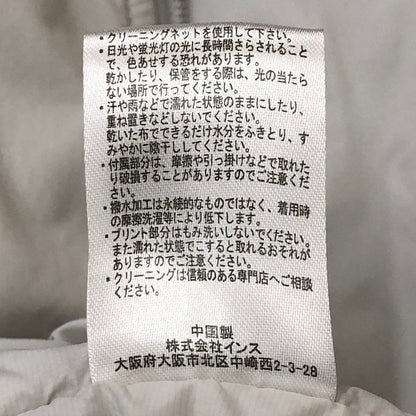 ・クリーニングネットを使用して下さい。
・日光や蛍光灯の光に長時間さらされること
で、色あせする恐れがあります。
乾かしたり、保管をする際は、光の当たら
ない場所で行ってください。
・汗や雨などで濡れた状態のままにしたり、
重ね置きなどしないでください。
乾いた布でできるだけ水分をふきとり、す
みやかに陰干ししてください。
・付属部分は、摩擦や引っ掛けなどで取れた
り破損することがありますのでご注意くだ
さい。
・撥水加工は永続的なものではなく、着用時
の摩擦洗濯等により低下します。
・プリント部分はもみ洗いしないでください。
また濡れた状態でこすると取れるおそれが
ありますのでご注意ください。
・クリーニングは信頼のある専門店へご相談
ください。
中国製
株式会社インス
大阪府大阪市北区中崎西2-3-28